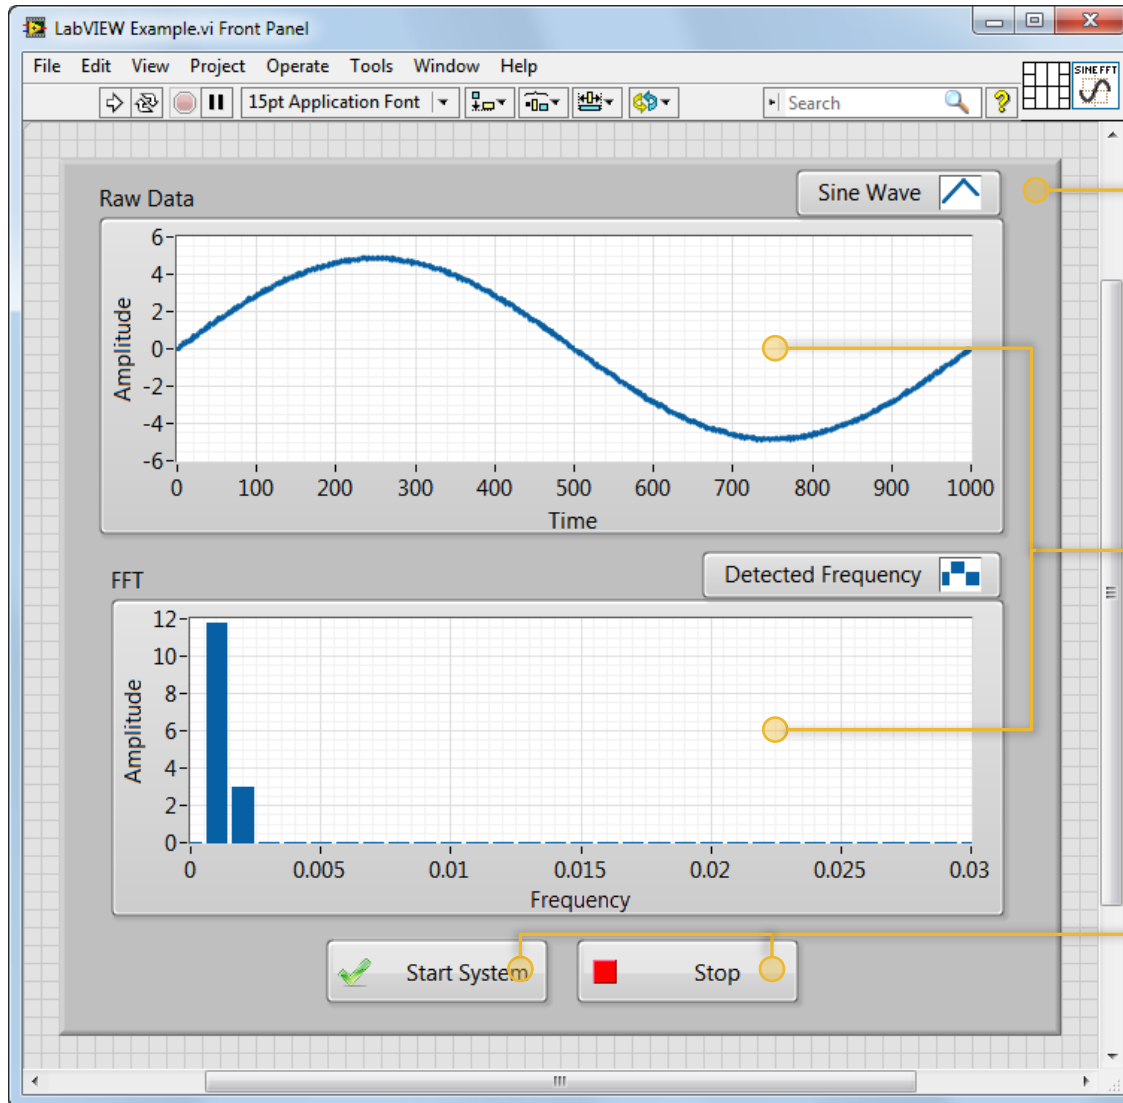 LabVIEW Example.vi Front Panel
File Edit View Project Operate Tools Window Help
15pt Application Font Search ?
SINE FFT
Raw Data
Sine Wave
6
4
2
0
-2
-4
-6
Amplitude
0 100 200 300 400 500 600 700 800 900 1000
Time
FFT
Detected Frequency
12
10
8
6
4
2
0
Amplitude
0 0.005 0.01 0.015 0.02 0.025 0.03
Frequency
Start System
Stop